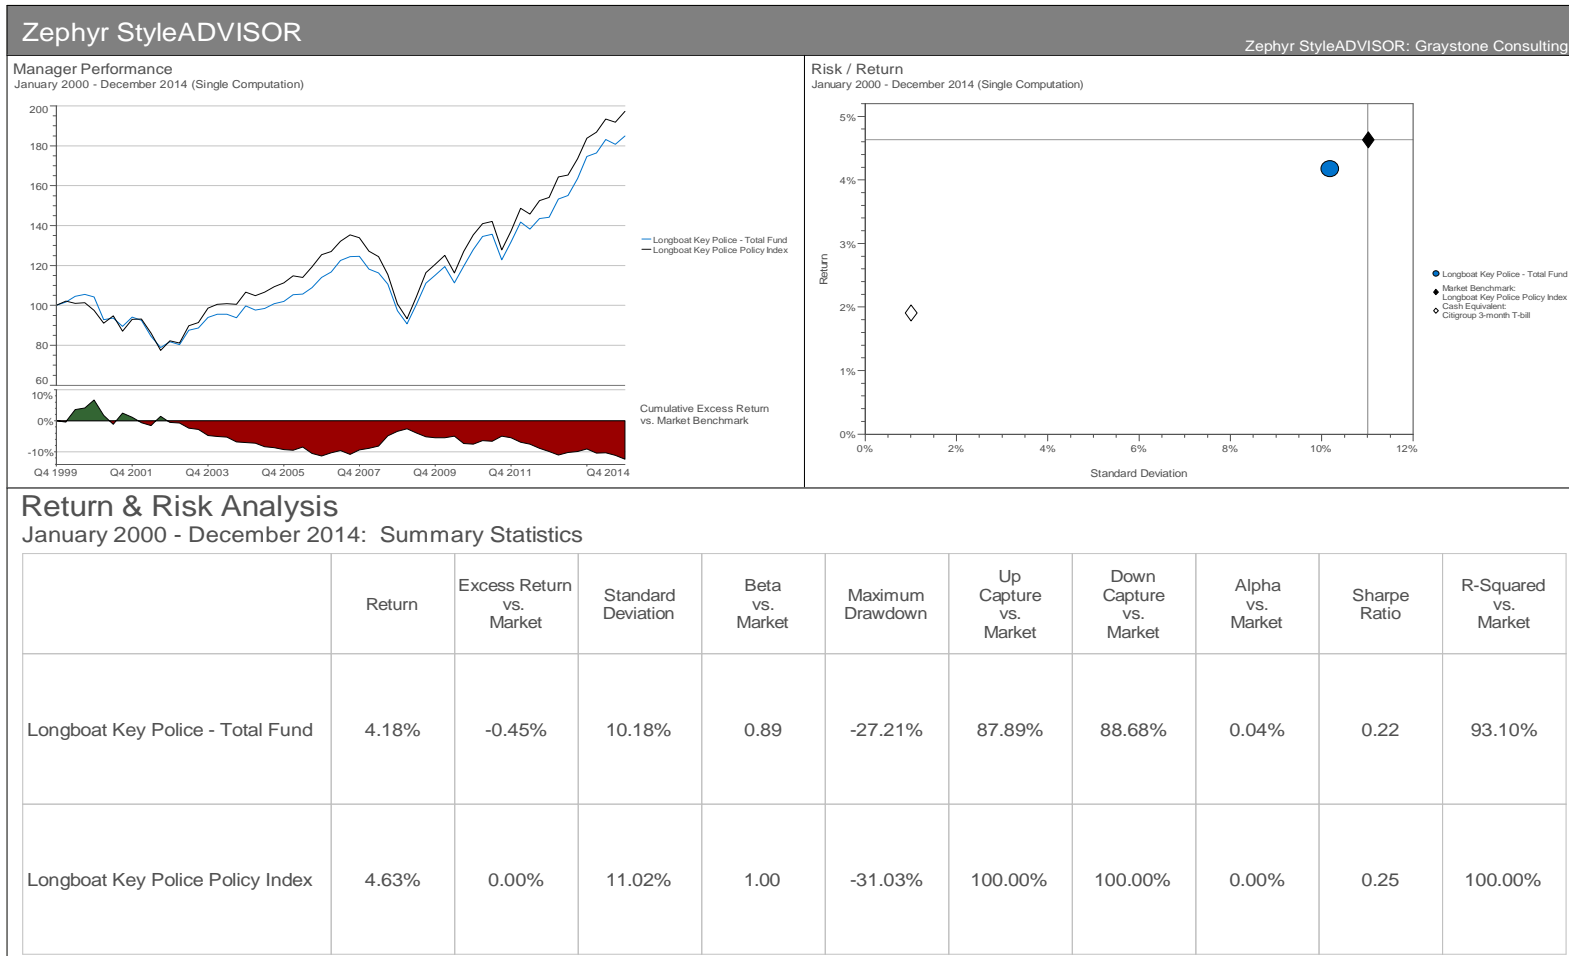 Zephyr StyleADVISOR
Zephyr StyleADVISOR: Graystone Consulting
Manager Performance
January 2000 - December 2014 (Single Computation)
200
180
160
140
120
100
80
60
10%
0%
-10%
Q4 1999
Q4 2001
Q4 2003
Q4 2005
Q4 2007
Q4 2009
Q4 2011
Q4 2014
Longboat Key Police - Total Fund
Longboat Key Police Policy Index
Cumulative Excess Return
vs. Market Benchmark
Risk / Return
January 2000 - December 2014 (Single Computation)
Return
5%
4%
3%
2%
1%
0%
0%
2%
4%
6%
8%
10%
12%
Standard Deviation
Longboat Key Police - Total Fund
Market Benchmark:
Longboat Key Police Policy Index
Cash Equivalent:
Citigroup 3-month T-bill
Return & Risk Analysis
January 2000 - December 2014: Summary Statistics
Return
Excess Return
vs.
Market
Standard
Deviation
Beta
vs.
Market
Maximum
Drawdown
Up
Capture
vs.
Market
Down
Capture
vs.
Market
Alpha
vs.
Market
Sharpe
Ratio
R-Squared
vs.
Market
Longboat Key Police - Total Fund 4.18% -0.45% 10.18% 0.89 -27.21% 87.89% 88.68% 0.04% 0.22 93.10%
Longboat Key Police Policy Index 4.63% 0.00% 11.02% 1.00 -31.03% 100.00% 100.00% 0.00% 0.25 100.00%